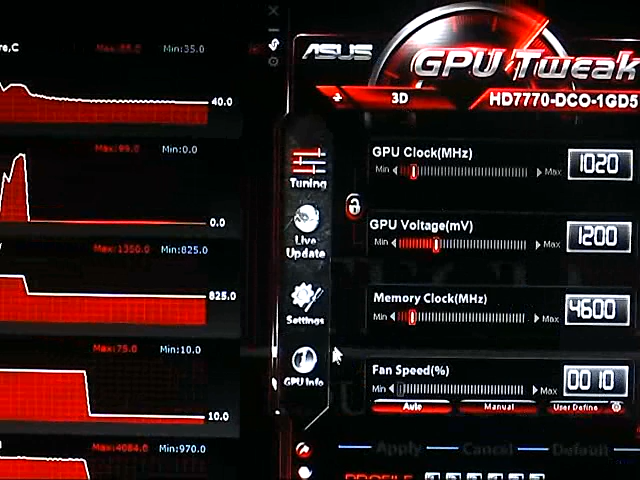 Min:35.0
40.0
Max:99.0 Min:0.0
0.0
Max:1350.0 Min:825.0
825.0
Max:75.0 Min:10.0
10.0
Max:4084.0 Min:970.0
ASUS
GPU Tweak
3D
HD7770-DCO-1GD5
Tuning
Live
Update
Settings
GPU Info
GPU Clock(MHz)
Min Max
1020
GPU Voltage(mV)
Min Max
1200
Memory Clock(MHz)
Min Max
4600
Fan Speed(%)
Min Max
0010
Auto Manual User Define
Apply Cancel Default
PROFILE